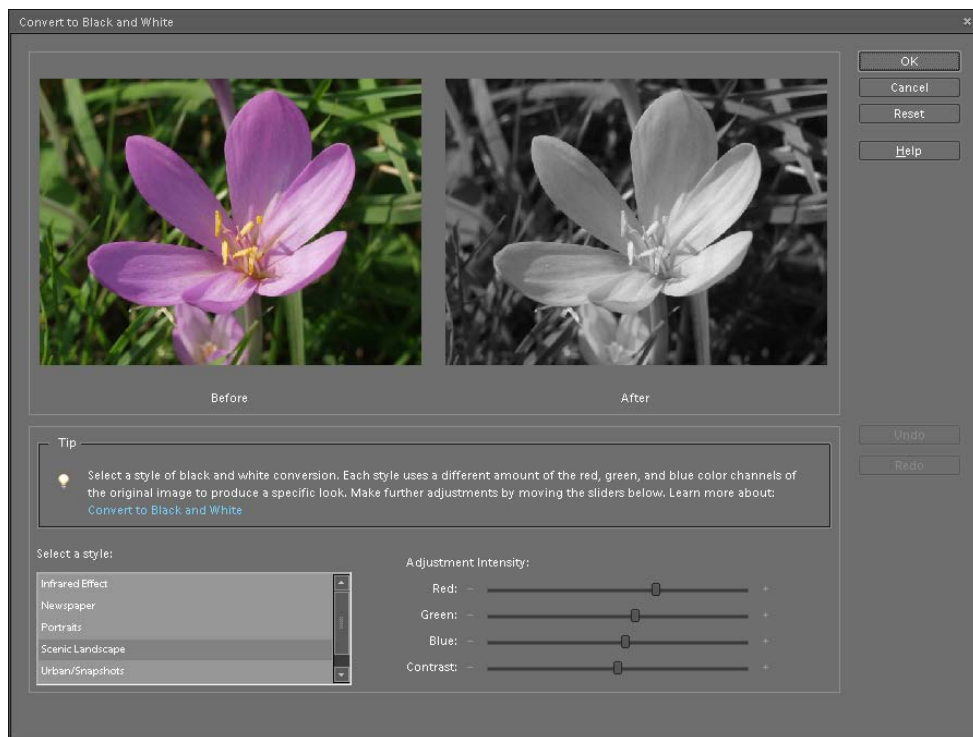 Convert to Black and White
OK
Cancel
Reset
Help
Before
After
Undo
Redo
Tip
Select a style of black and white conversion. Each style uses a different amount of the red, green, and blue color channels of
the original image to produce a specific look. Make further adjustments by moving the sliders below. Learn more about:
Convert to Black and White
Select a style:
Infrared Effect
Newspaper
Portraits
Scenic Landscape
Urban/Snapshots
Adjustment Intensity:
Red: - +
Green: - +
Blue: - +
Contrast: - +